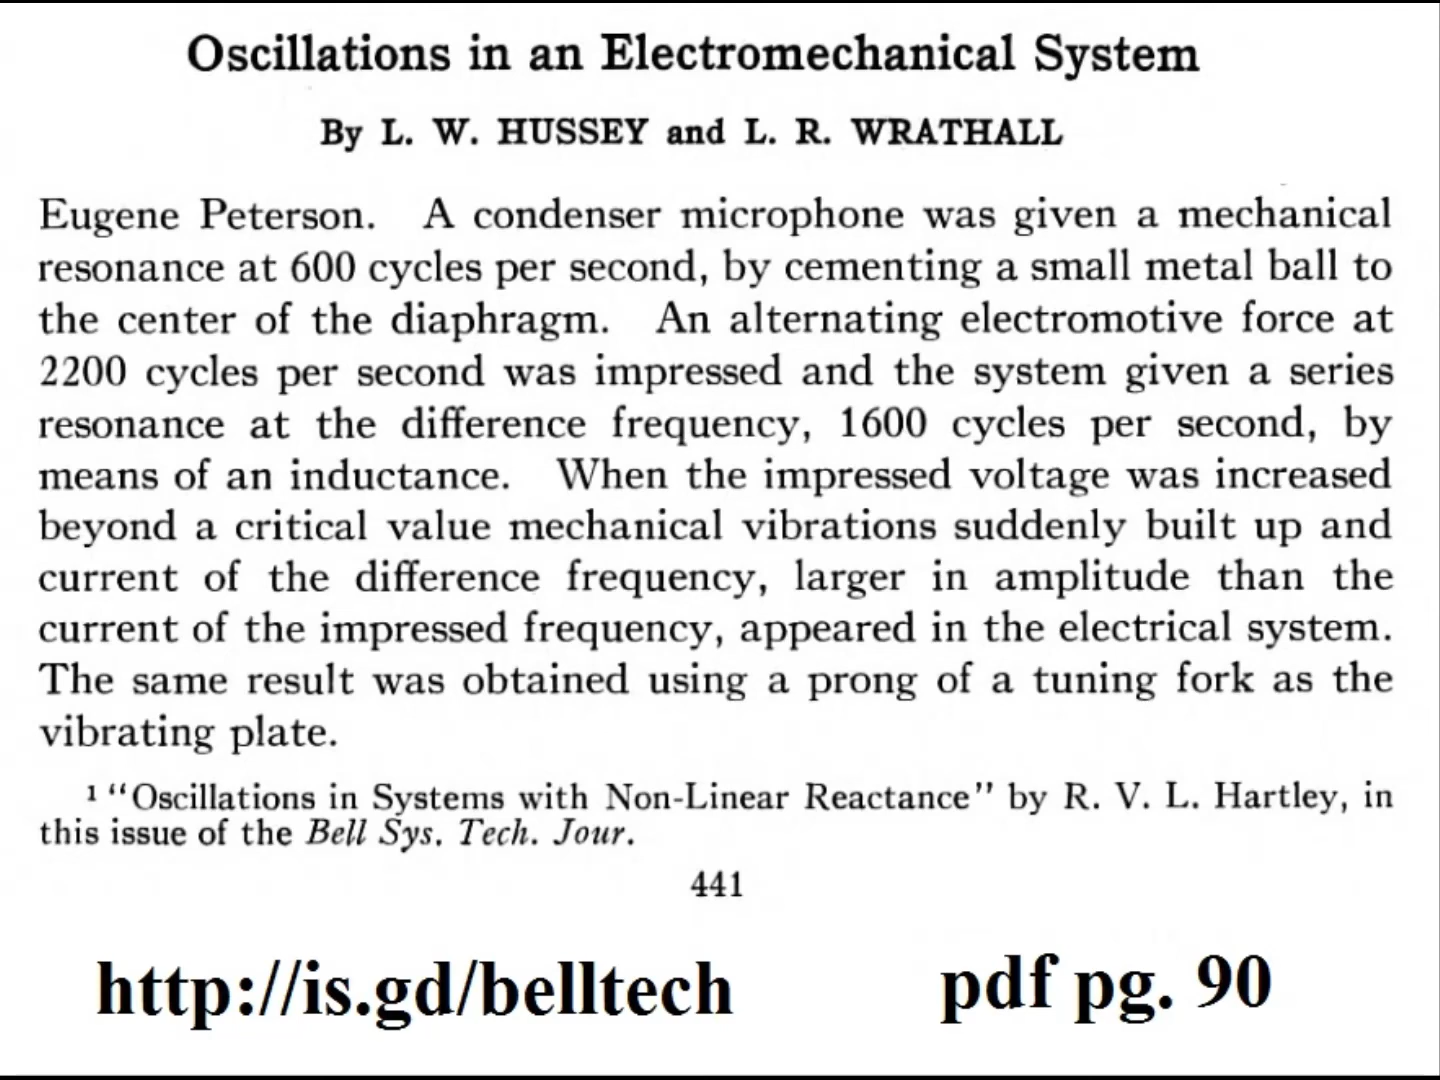 Oscillations in an Electromechanical System
By L. W. HUSSEY and L. R. WRATHALL
Eugene Peterson. A condenser microphone was given a mechanical
resonance at 600 cycles per second, by cementing a small metal ball to
the center of the diaphragm. An alternating electromotive force at
2200 cycles per second was impressed and the system given a series
resonance at the difference frequency, 1600 cycles per second, by
means of an inductance. When the impressed voltage was increased
beyond a critical value mechanical vibrations suddenly built up and
current of the difference frequency, larger in amplitude than the
current of the impressed frequency, appeared in the electrical system.
The same result was obtained using a prong of a tuning fork as the
vibrating plate.
¹ "Oscillations in Systems with Non-Linear Reactance" by R. V. L. Hartley, in
this issue of the Bell Sys. Tech. Jour.
441
http://is.gd/belltech pdf pg. 90